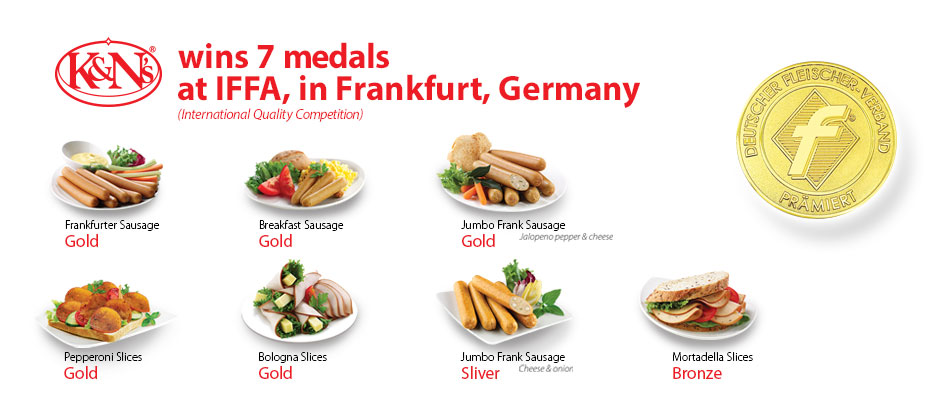 K&N's®
wins 7 medals
at IFFA, in Frankfurt, Germany
(International Quality Competition)
DEUTSCHER FLEISCHER-VERBAND
f®
PRÄMIERT
Frankfurter Sausage
Gold
Breakfast Sausage
Gold
Jumbo Frank Sausage
Gold
Jalopeno pepper & cheese
Pepperoni Slices
Gold
Bologna Slices
Gold
Jumbo Frank Sausage
Sliver
Cheese & onion
Mortadella Slices
Bronze